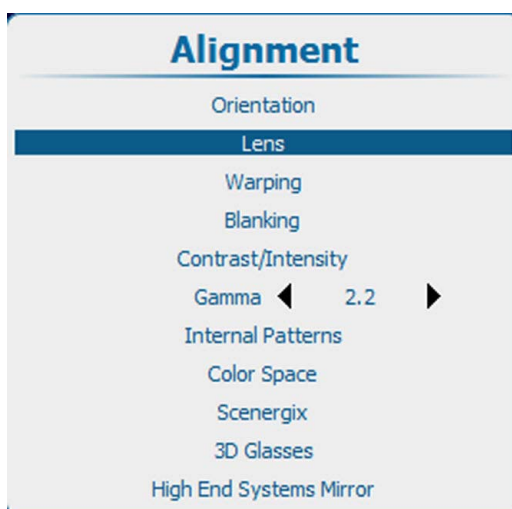 Alignment
Orientation
Lens
Warping
Blanking
Contrast/Intensity
Gamma 2.2
Internal Patterns
Color Space
Scenergix
3D Glasses
High End Systems Mirror